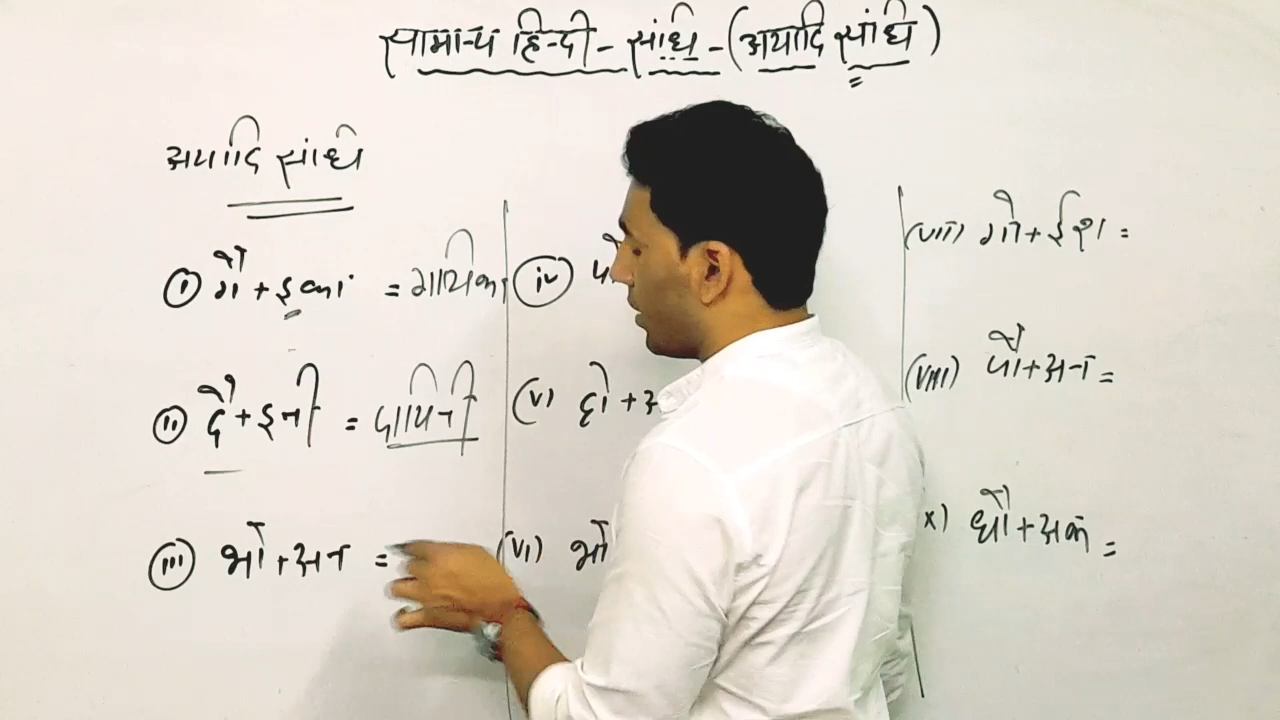 सामान्य हिन्दी - संधि - (अयादि संधि)
अयादि संधि
(i) गै + इका = गायिका
(ii) दै + इनी = दायिनी
(iii) भो + अन =
(iv)
(v) हो +
(vi) भो
(vii) गो + ईश =
(viii) पो + अन =
x) धौ + अक =